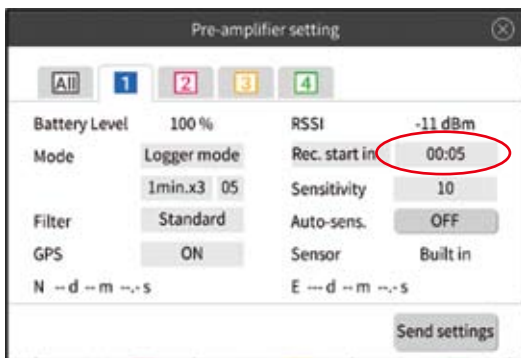 Pre-amplifier setting
All 1 2 3 4
Battery Level 100 % RSSI -11 dBm
Mode Logger mode Rec. start in 00:05
1min.x3 05 Sensitivity 10
Filter Standard Auto-sens. OFF
GPS ON Sensor Built in
N -- d -- m --.- s E --- d -- m --.- s
Send settings